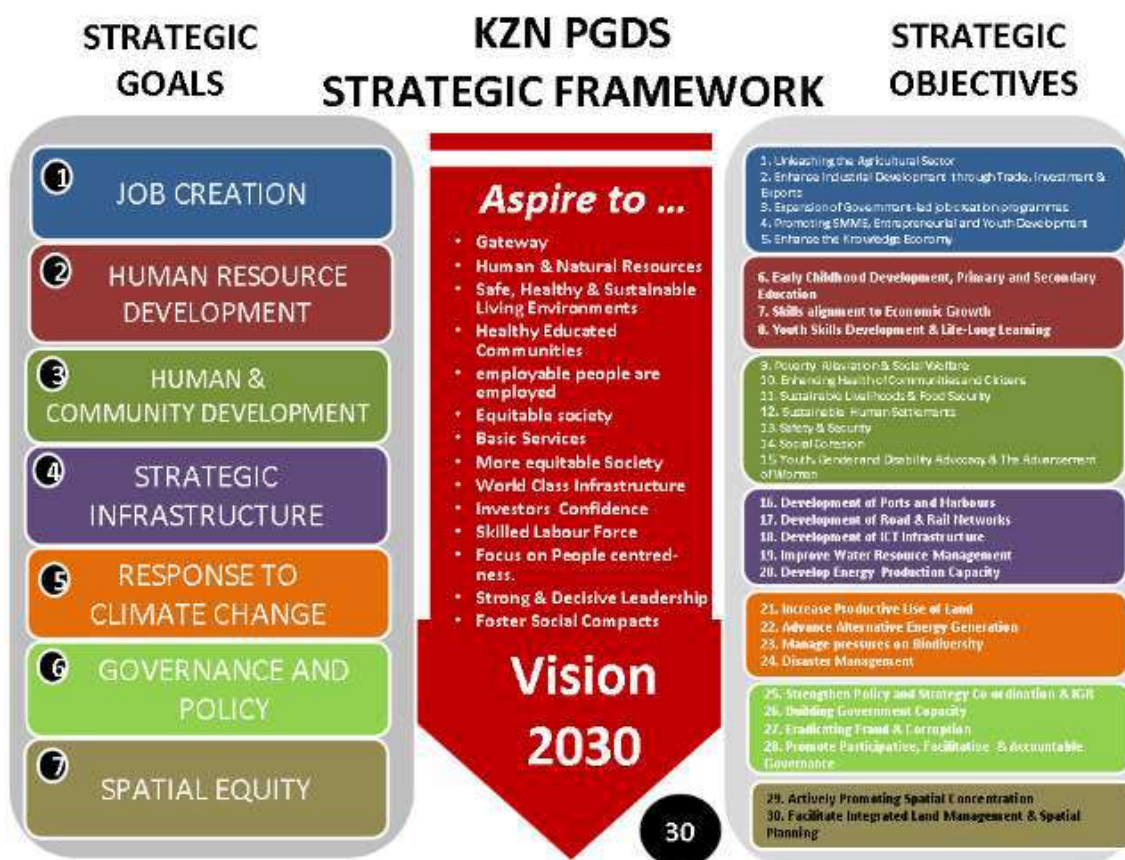 STRATEGIC
GOALS
1
JOB CREATION
2
HUMAN RESOURCE
DEVELOPMENT
3
HUMAN &
COMMUNITY DEVELOPMENT
4
STRATEGIC
INFRASTRUCTURE
5
RESPONSE TO
CLIMATE CHANGE
6
GOVERNANCE AND
POLICY
7
SPATIAL EQUITY
KZN PGDS
STRATEGIC FRAMEWORK
Aspire to ...
• Gateway
• Human & Natural Resources
• Safe, Healthy & Sustainable
Living Environments
• Healthy Educated
Communities
• employable people are
employed
• Equitable society
• Basic Services
• More equitable Society
• World Class Infrastructure
• Investors Confidence
• Skilled Labour Force
• Focus on People centred-
ness.
• Strong & Decisive Leadership
• Foster Social Compacts
Vision
2030
30
STRATEGIC
OBJECTIVES
1. Unleashing the Agricultural Sector
2. Enhance Industrial Development through Trade, Investment &
Exports
3. Expansion of Government-led job creation programmes
4. Promoting SMME, Entrepreneurial and Youth Development
5. Enhance the Knowledge Economy
6. Early Childhood Development, Primary and Secondary
Education
7. Skills alignment to Economic Growth
8. Youth Skills Development & Life-Long Learning
9. Poverty Alleviation & Social Welfare
10. Enhancing Health of Communities and Citizens
11. Sustainable Livelihoods & Food Security
12. Sustainable Human Settlements
13. Safety & Security
14. Social Cohesion
15. Youth, Gender and Disability Advocacy & The Advancement
of Woman
16. Development of Ports and Harbours
17. Development of Road & Rail Networks
18. Development of ICT Infrastructure
19. Improve Water Resource Management
20. Develop Energy Production Capacity
21. Increase Productive Use of Land
22. Advance Alternative Energy Generation
23. Manage pressures on Biodiversity
24. Disaster Management
25. Strengthen Policy and Strategy Co-ordination & IGR
26. Building Government Capacity
27. Eradicating Fraud & Corruption
28. Promote Participative, Facilitative & Accountable
Governance
29. Actively Promoting Spatial Concentration
30. Facilitate Integrated Land Management & Spatial
Planning